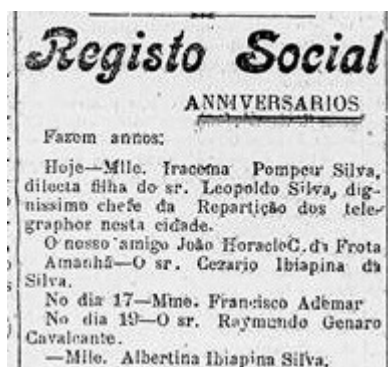 Registo Social
ANNIVERSARIOS
Fazem annos:
Hoje—Mlle. Iracema Pompeu Silva,
dilecta filha do sr. Leopoldo Silva, dig-
nissimo chefe da Repartição dos tele-
graphor nesta cidade.
O nosso amigo João HoracioC. da Frota
Amanhã—O sr. Cezario Ibiapina da
Silva.
No dia 17—Mme. Francisco Ademar
No dia 19—O sr. Raymundo Genaro
Cavalcante.
—Mlle. Albertina Ibiapina Silva.